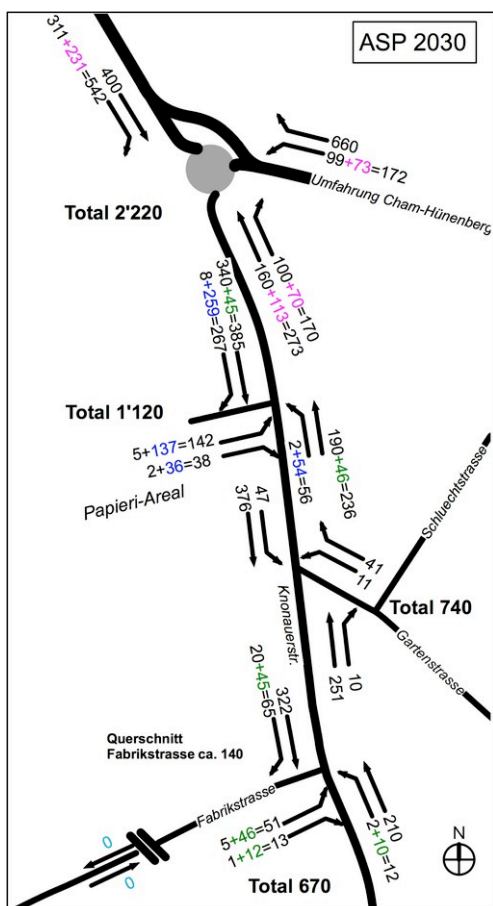 ASP 2030
311+231=542
400
660
99+73=172
Umfahrung Cham-Hünenberg
Total 2'220
100+70=170
160+113=273
340+45=385
8+259=267
Total 1'120
5+137=142
2+36=38
2+54=56
190+46=236
Papieri-Areal
47
376
Schluechtstrasse
41
11
Total 740
Knonauerstr.
Gartenstrasse
10
251
20+45=65
322
Querschnitt
Fabrikstrasse ca. 140
Fabrikstrasse
210
2+10=12
5+46=51
1+12=13
0
0
Total 670
N